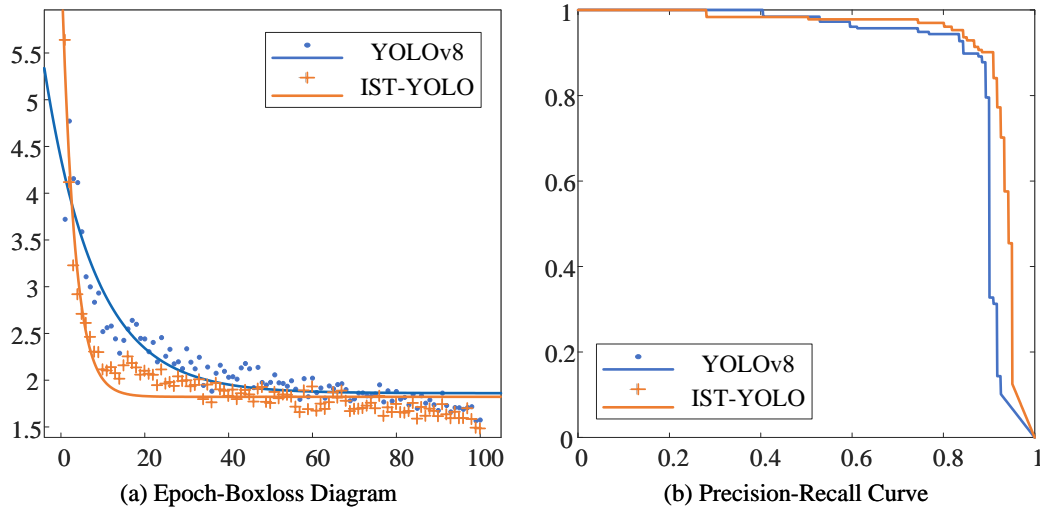 5.5
5
4.5
4
3.5
3
2.5
2
1.5
0 20 40 60 80 100
YOLOv8
IST-YOLO
(a) Epoch-Boxloss Diagram
1
0.8
0.6
0.4
0.2
0
0 0.2 0.4 0.6 0.8 1
YOLOv8
IST-YOLO
(b) Precision-Recall Curve